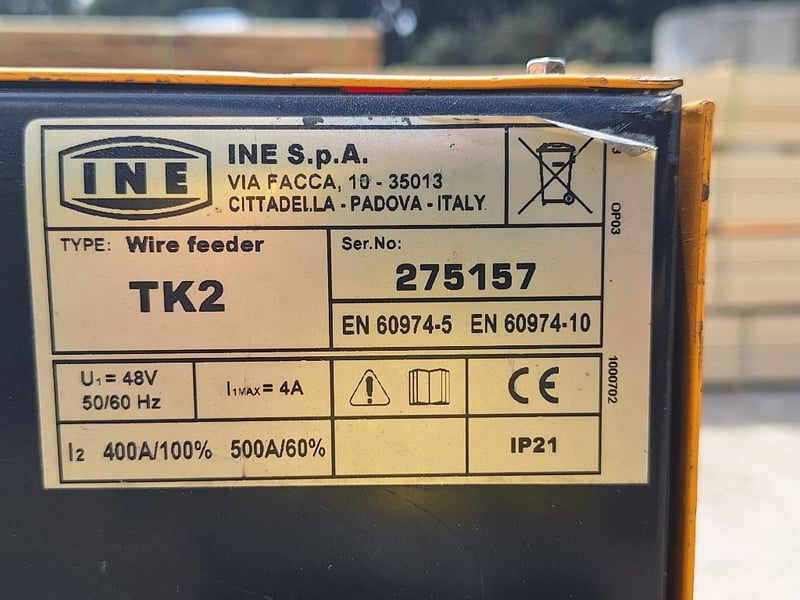 INE
INE S.p.A.
VIA FACCA, 10 - 35013
CITTADELLA - PADOVA - ITALY
TYPE: Wire feeder
TK2
Ser.No:
275157
EN 60974-5 EN 60974-10
U1 = 48V
50/60 Hz
I1MAX = 4A
CE
I2 400A/100% 500A/60%
IP21
OP03
1000702